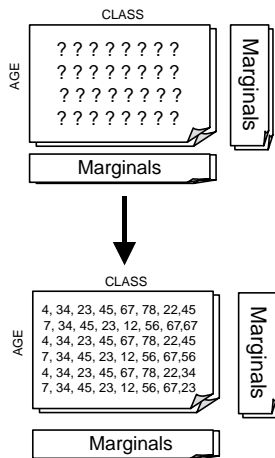 CLASS
AGE
? ? ? ? ? ? ? ?
? ? ? ? ? ? ? ?
? ? ? ? ? ? ? ?
? ? ? ? ? ? ? ?
Marginals
Marginals
CLASS
AGE
4, 34, 23, 45, 67, 78, 22,45
7, 34, 45, 23, 12, 56, 67,67
4, 34, 23, 45, 67, 78, 22,45
7, 34, 45, 23, 12, 56, 67,56
4, 34, 23, 45, 67, 78, 22,34
7, 34, 45, 23, 12, 56, 67,23
Marginals
Marginals